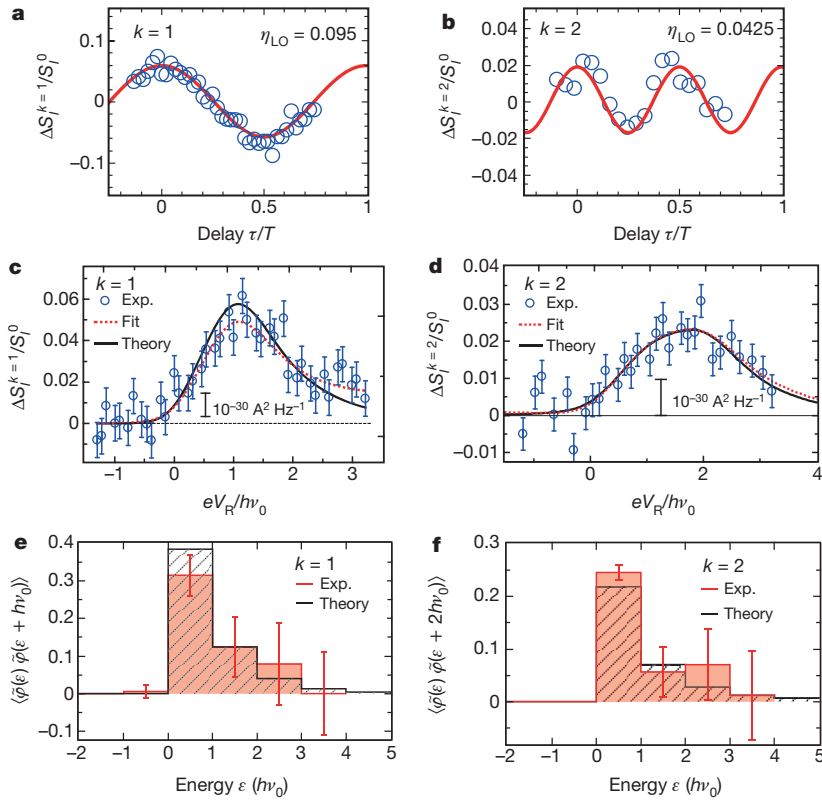 a
k = 1
η_LO = 0.095
ΔS_I^{k=1}/S_I^0
0.1
0
−0.1
0
0.5
1
Delay τ/T
b
k = 2
η_LO = 0.0425
ΔS_I^{k=2}/S_I^0
0.04
0.02
0.00
−0.02
−0.04
0
0.5
1
Delay τ/T
c
k = 1
Exp.
Fit
Theory
ΔS_I^{k=1}/S_I^0
0.06
0.04
0.02
0
10^{−30} A^2 Hz^{−1}
−1
0
1
2
3
eV_R/hν_0
d
k = 2
Exp.
Fit
Theory
ΔS_I^{k=2}/S_I^0
0.04
0.03
0.02
0.01
0.00
−0.01
10^{−30} A^2 Hz^{−1}
0
2
4
eV_R/hν_0
e
k = 1
Exp.
Theory
⟨φ̃(ε) φ̃(ε + hν_0)⟩
0.4
0.3
0.2
0.1
0
−0.1
−2
−1
0
1
2
3
4
5
Energy ε (hν_0)
f
k = 2
Exp.
Theory
⟨φ̃(ε) φ̃(ε + 2hν_0)⟩
0.3
0.2
0.1
0
−2
−1
0
1
2
3
4
5
Energy ε (hν_0)